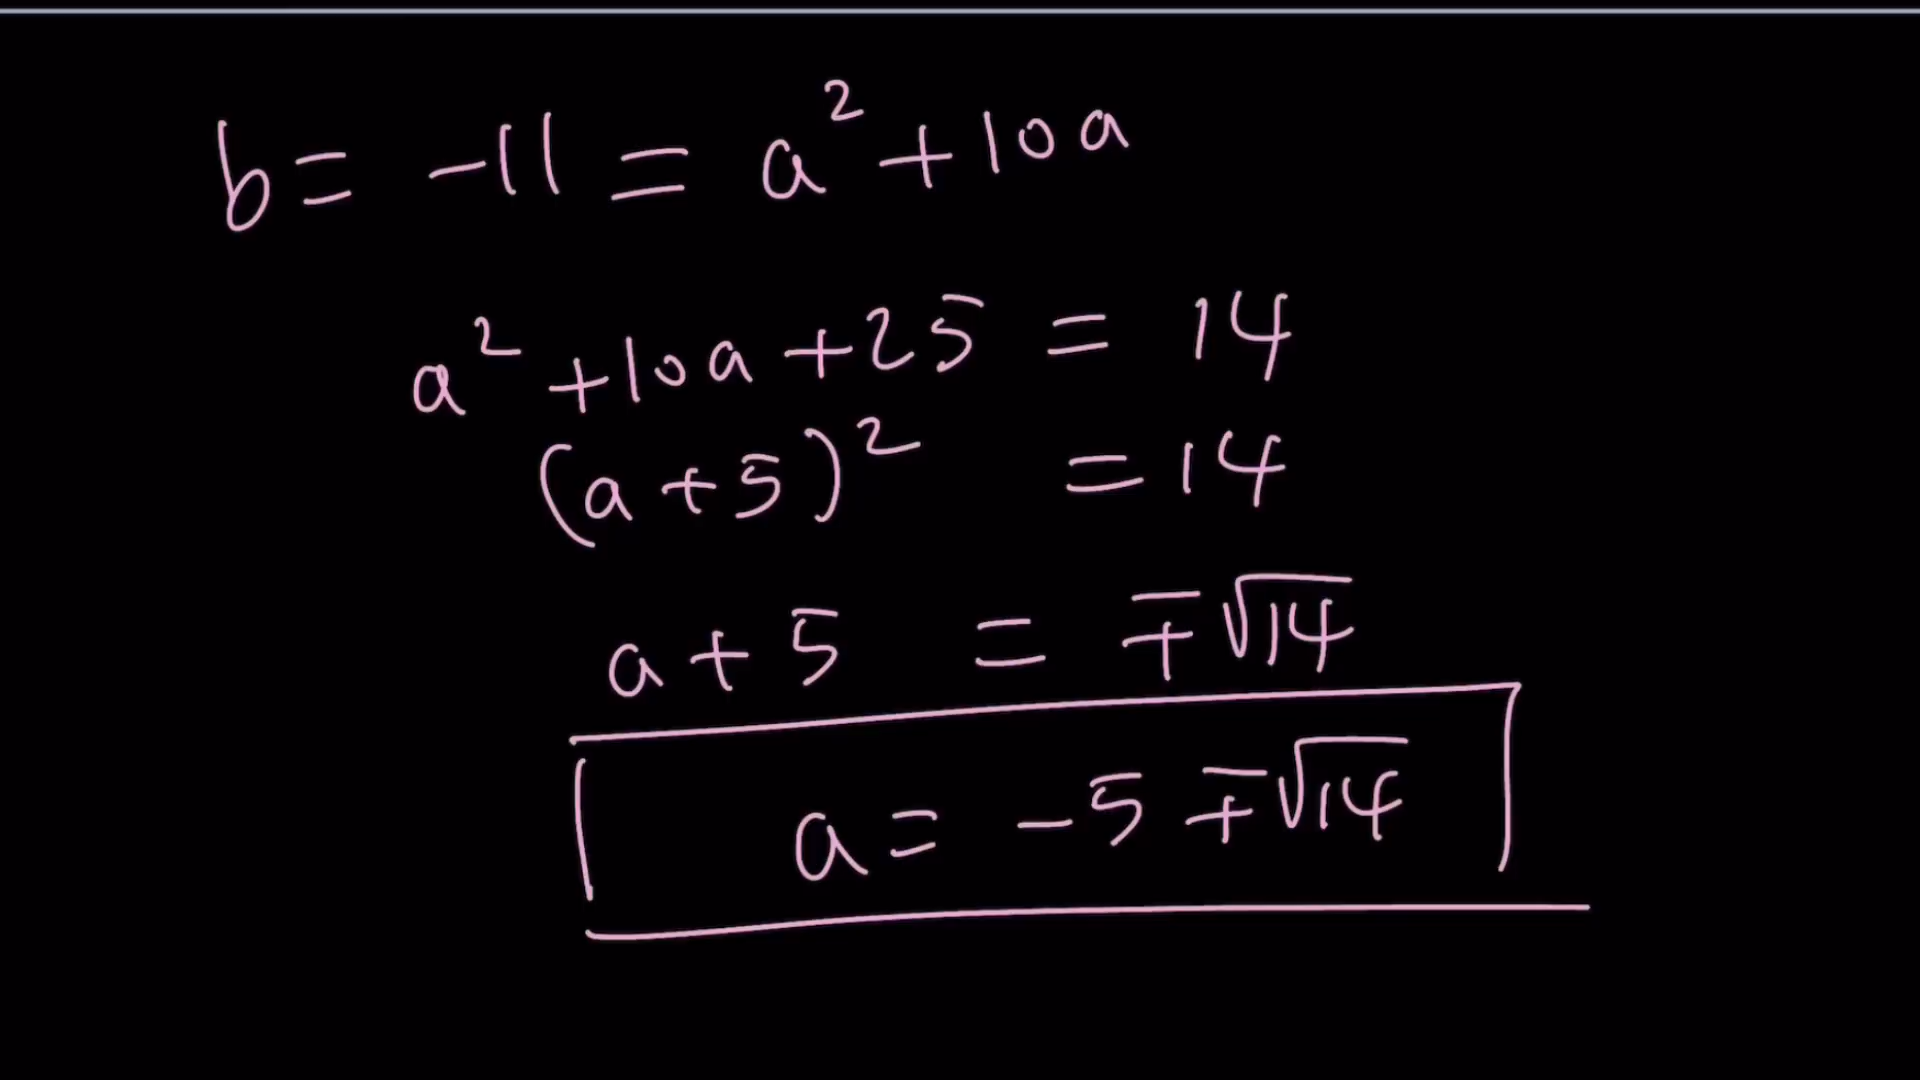 b = -11 = a² + 10a
a² + 10a + 25 = 14
(a + 5)² = 14
a + 5 = ∓√14
a = -5 ∓√14